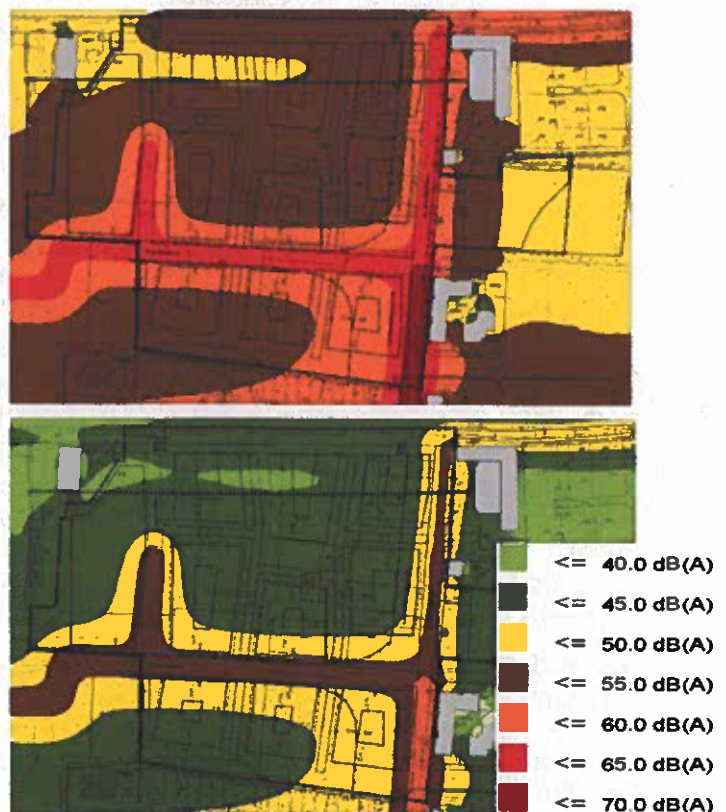 <= 40.0 dB(A)
<= 45.0 dB(A)
<= 50.0 dB(A)
<= 55.0 dB(A)
<= 60.0 dB(A)
<= 65.0 dB(A)
<= 70.0 dB(A)